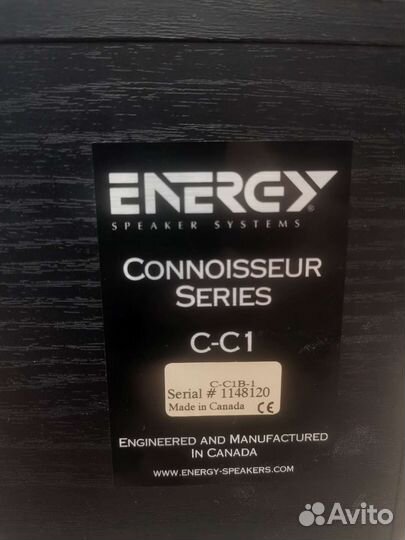 ENERGY®
SPEAKER SYSTEMS
CONNOISSEUR
SERIES
C-C1
C-C1B-1
Serial # 1148120
Made in Canada CE
ENGINEERED AND MANUFACTURED
IN CANADA
WWW.ENERGY-SPEAKERS.COM
Avito